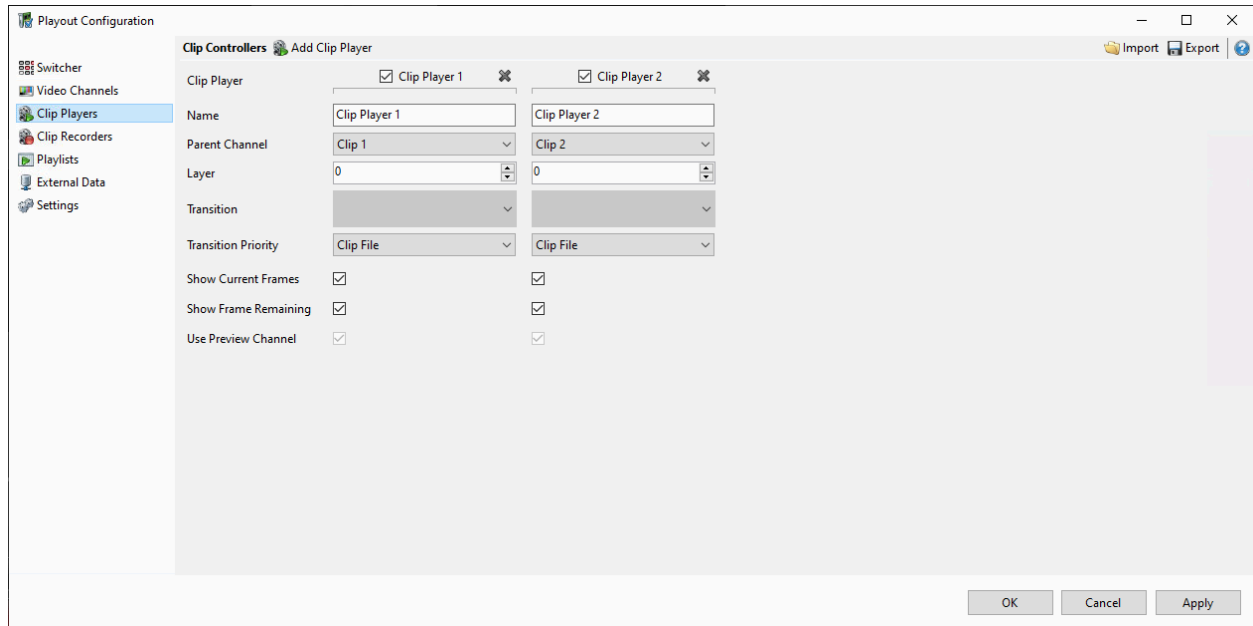 Playout Configuration
Switcher
Video Channels
Clip Players
Clip Recorders
Playlists
External Data
Settings
Clip Controllers Add Clip Player Import Export
Clip Player Clip Player 1 Clip Player 2
Name Clip Player 1 Clip Player 2
Parent Channel Clip 1 Clip 2
Layer 0 0
Transition
Transition Priority Clip File Clip File
Show Current Frames
Show Frame Remaining
Use Preview Channel
OK Cancel Apply